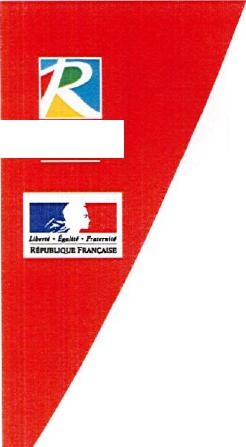 R
Liberté • Égalité • Fraternité
RÉPUBLIQUE FRANÇAISE